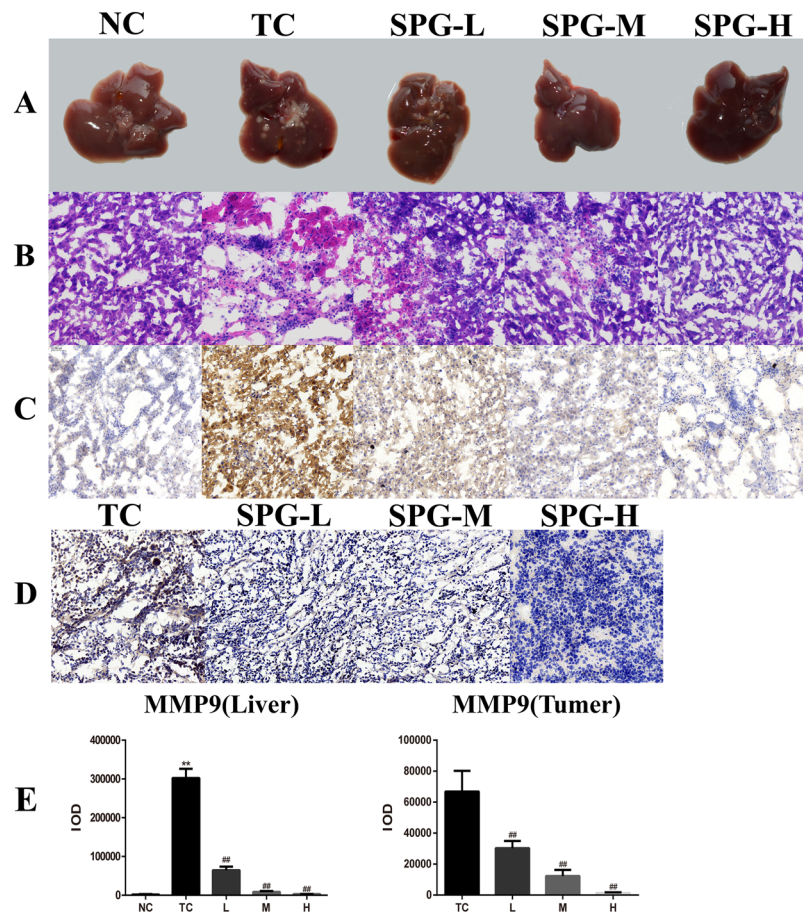 NC TC SPG-L SPG-M SPG-H
A
B
C
TC SPG-L SPG-M SPG-H
D
MMP9(Liver) MMP9(Tumer)
E
IOD
400000
300000
200000
100000
0
**
##
##
##
NC TC L M H
IOD
100000
80000
60000
40000
20000
0
##
##
##
TC L M H